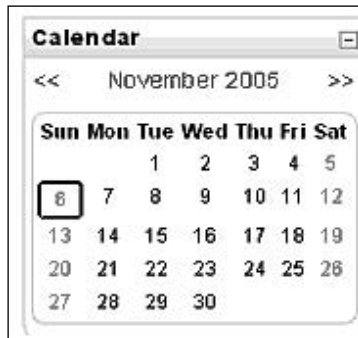 Calendar
<< November 2005 >>
Sun Mon Tue Wed Thu Fri Sat
1 2 3 4 5
6 7 8 9 10 11 12
13 14 15 16 17 18 19
20 21 22 23 24 25 26
27 28 29 30